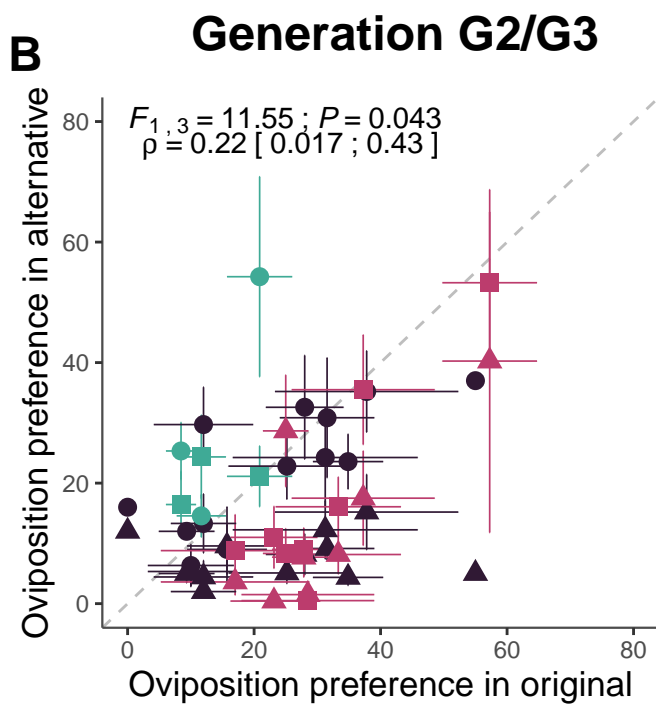 Generation G2/G3
B
F1 , 3 = 11.55 ; P = 0.043
ρ = 0.22 [ 0.017 ; 0.43 ]
Oviposition preference in alternative
80
60
40
20
0
0 20 40 60 80
Oviposition preference in original